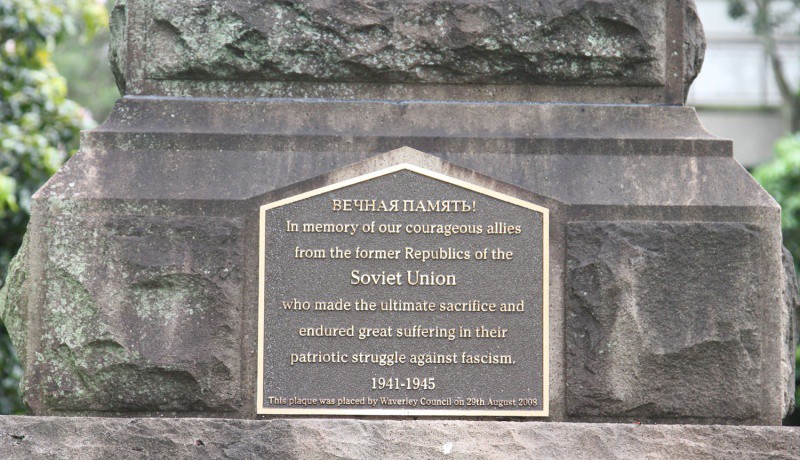 ВЕЧНАЯ ПАМЯТЬ!
In memory of our courageous allies
from the former Republics of the
Soviet Union
who made the ultimate sacrifice and
endured great suffering in their
patriotic struggle against fascism.
1941-1945
This plaque was placed by Waverley Council on 29th August 2008